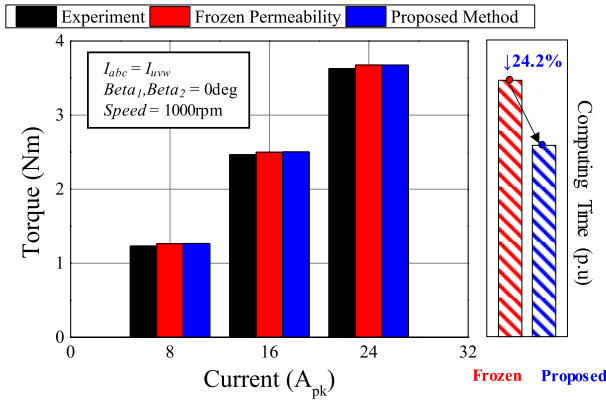 Experiment Frozen Permeability Proposed Method
I_abc = I_uvw
Beta_1,Beta_2 = 0deg
Speed = 1000rpm
↓24.2%
Torque (Nm)
4
3
2
1
0
0 8 16 24 32
Current (A_pk)
Computing Time (p.u)
Frozen Proposed